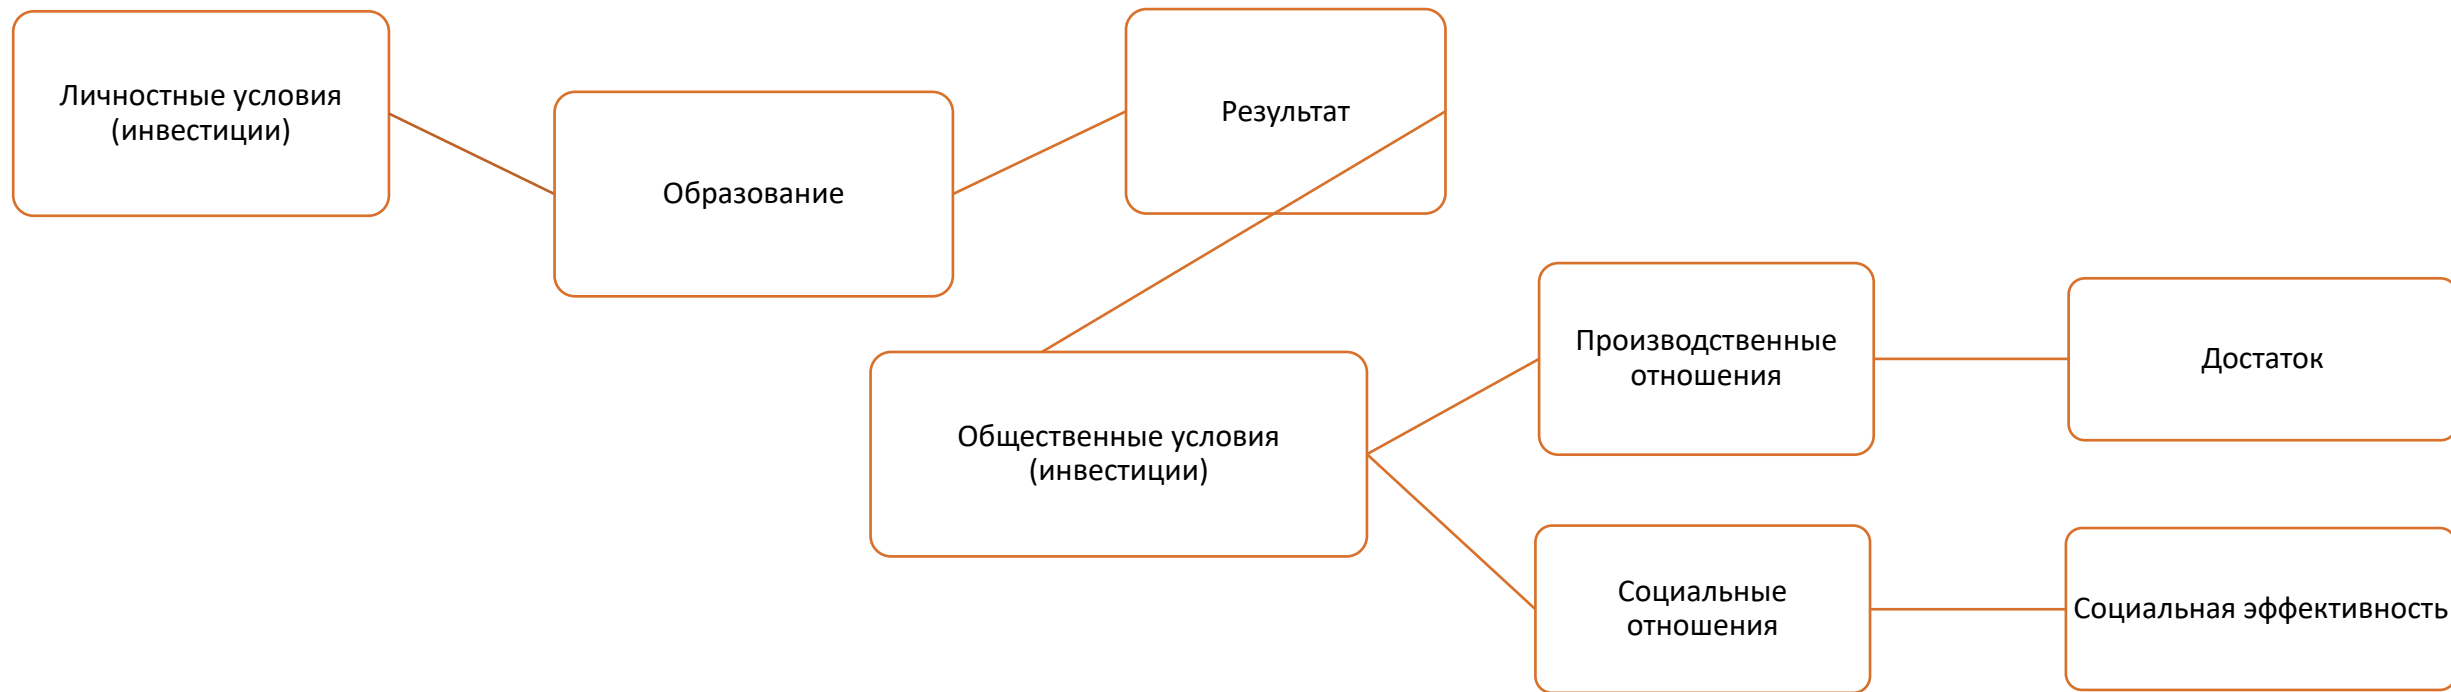 Личностные условия
(инвестиции)
Образование
Результат
Общественные условия
(инвестиции)
Производственные
отношения
Достаток
Социальные
отношения
Социальная эффективность